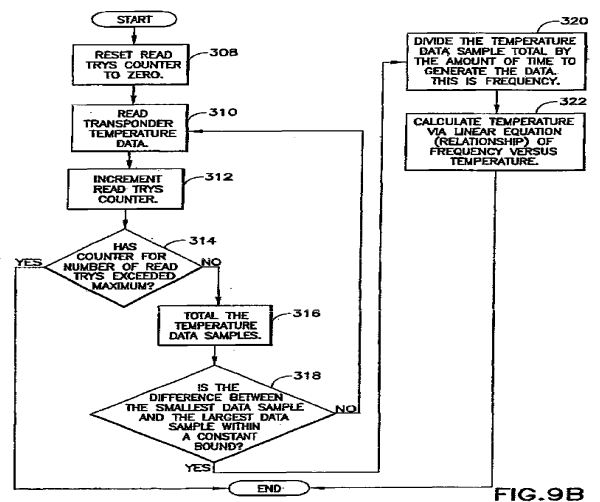 START
308
RESET READ
TRYS COUNTER
TO ZERO.
310
READ
TRANSPONDER
TEMPERATURE
DATA.
312
INCREMENT
READ TRYS
COUNTER.
314
HAS
COUNTER FOR
NUMBER OF READ
TRYS EXCEEDED
MAXIMUM?
YES
NO
316
TOTAL THE
TEMPERATURE
DATA SAMPLES.
318
IS THE
DIFFERENCE BETWEEN
THE SMALLEST DATA SAMPLE
AND THE LARGEST DATA
SAMPLE WITHIN
A CONSTANT
BOUND?
NO
YES
320
DIVIDE THE TEMPERATURE
DATA SAMPLE TOTAL BY
THE AMOUNT OF TIME TO
GENERATE THE DATA.
THIS IS FREQUENCY.
322
CALCULATE TEMPERATURE
VIA LINEAR EQUATION
(RELATIONSHIP) OF
FREQUENCY VERSUS
TEMPERATURE.
END
FIG.9B